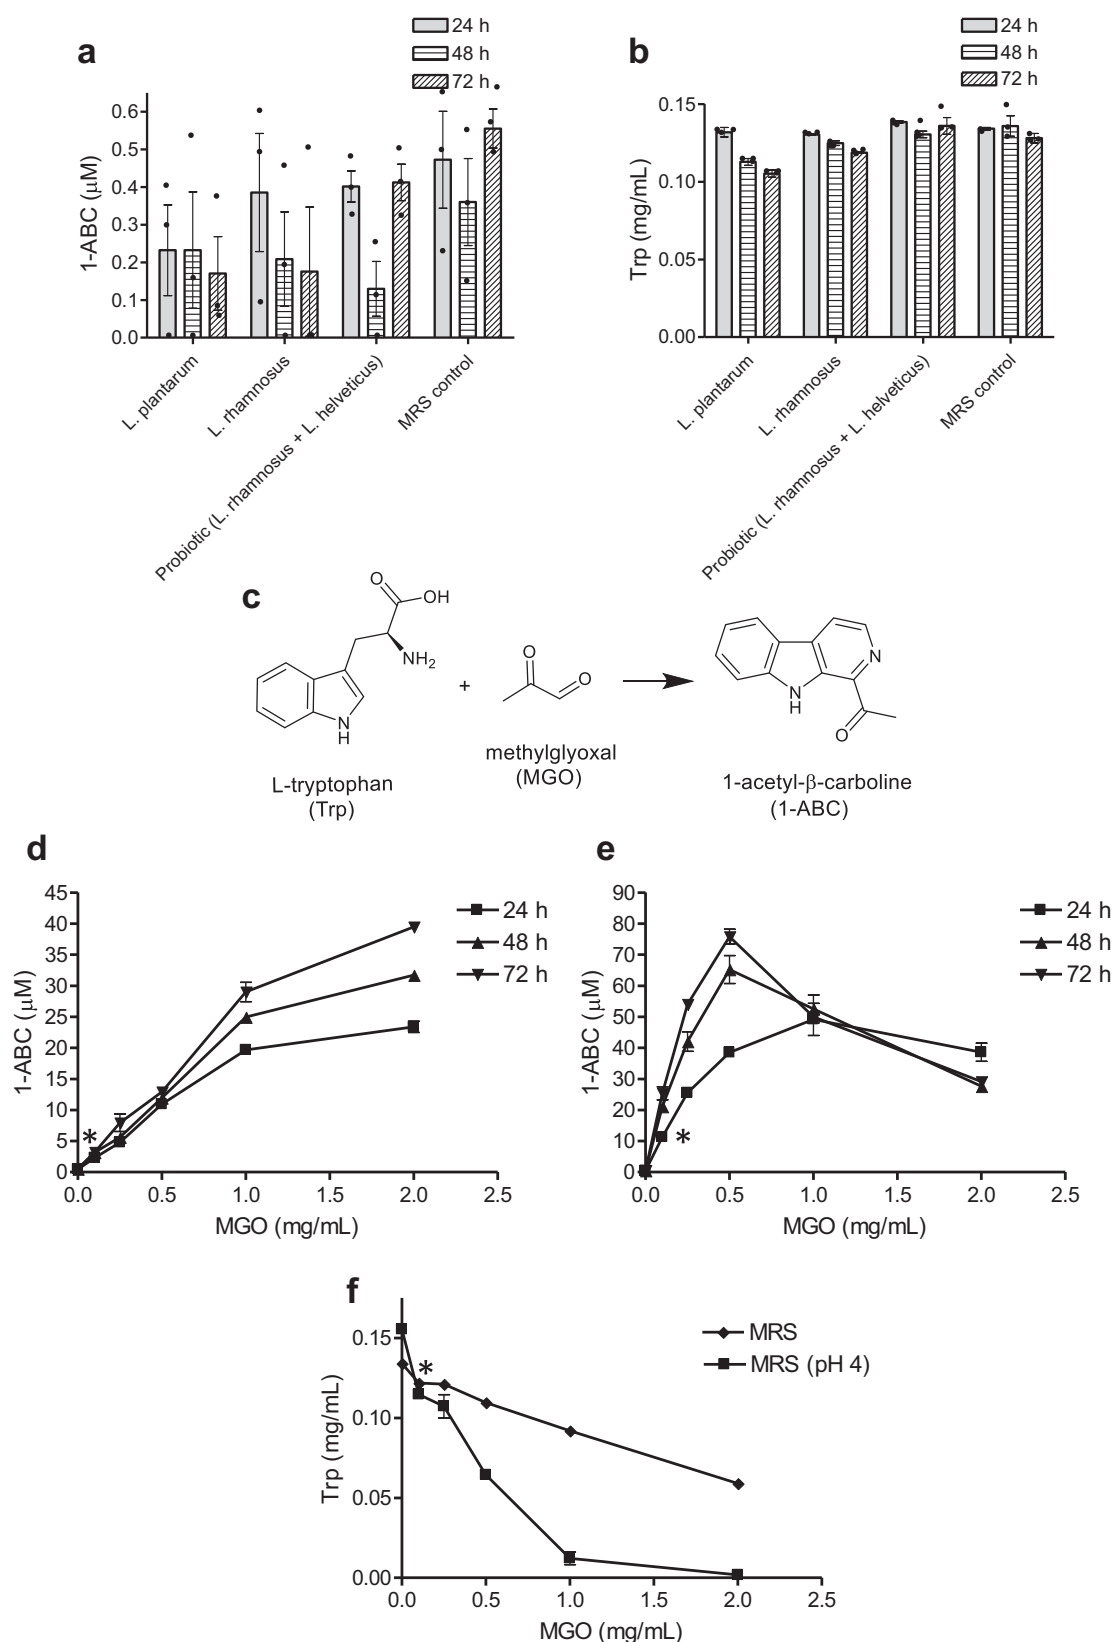 a
24 h
48 h
72 h
1-ABC (μM)
0.6
0.5
0.4
0.3
0.2
0.1
0.0
L. plantarum
L. rhamnosus
Probiotic (L. rhamnosus + L. helveticus)
MRS control
b
24 h
48 h
72 h
Trp (mg/mL)
0.15
0.10
0.05
0.00
L. plantarum
L. rhamnosus
Probiotic (L. rhamnosus + L. helveticus)
MRS control
c
O
OH
NH2
N
H
L-tryptophan
(Trp)
+
O
O
methylglyoxal
(MGO)
N
N
H
O
1-acetyl-β-carboline
(1-ABC)
d
1-ABC (μM)
45
40
35
30
25
20
15
10
5
0
*
24 h
48 h
72 h
0.0 0.5 1.0 1.5 2.0 2.5
MGO (mg/mL)
e
1-ABC (μM)
90
80
70
60
50
40
30
20
10
0
*
24 h
48 h
72 h
0.0 0.5 1.0 1.5 2.0 2.5
MGO (mg/mL)
f
Trp (mg/mL)
0.15
0.10
0.05
0.00
*
MRS
MRS (pH 4)
0.0 0.5 1.0 1.5 2.0 2.5
MGO (mg/mL)